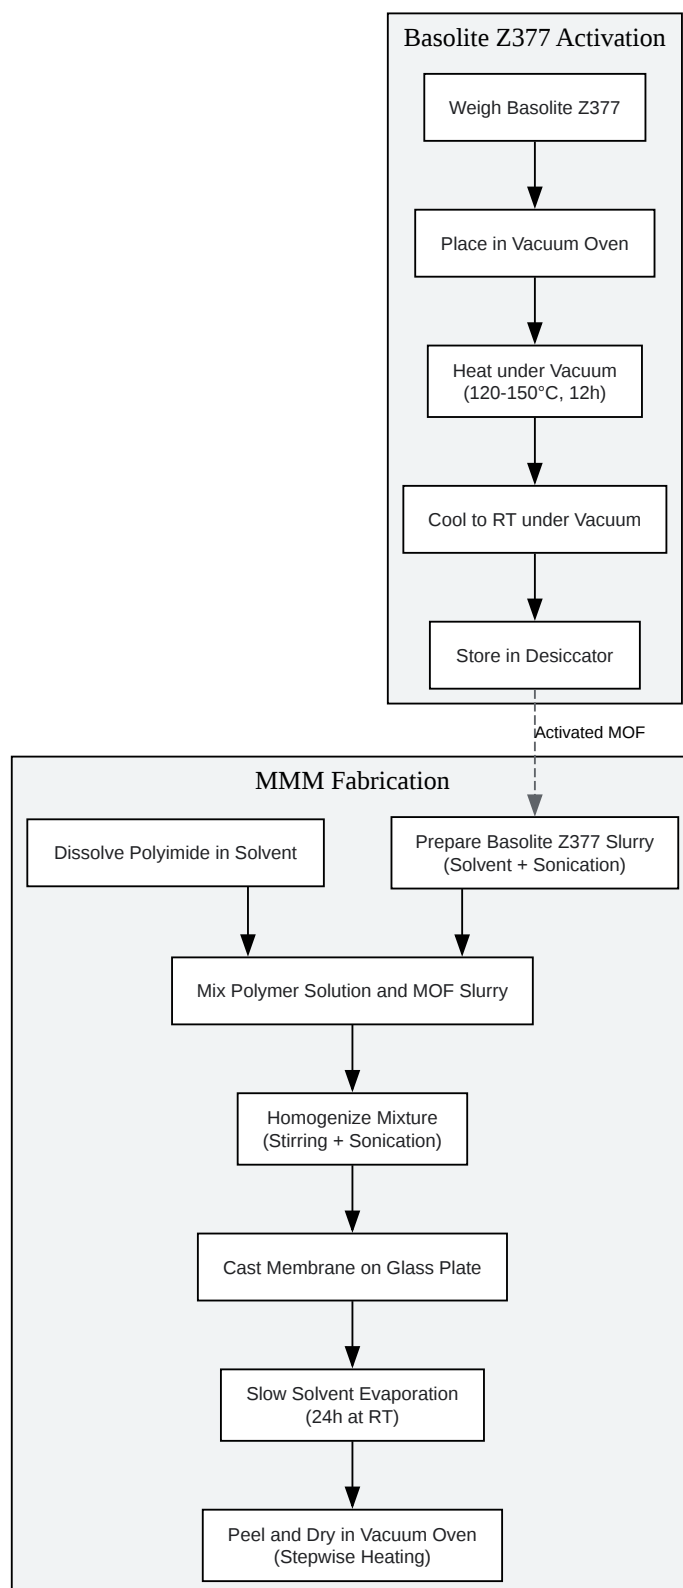 Basolite Z377 Activation
Weigh Basolite Z377
Place in Vacuum Oven
Heat under Vacuum
(120-150°C, 12h)
Cool to RT under Vacuum
Store in Desiccator
Activated MOF
MMM Fabrication
Dissolve Polyimide in Solvent
Prepare Basolite Z377 Slurry
(Solvent + Sonication)
Mix Polymer Solution and MOF Slurry
Homogenize Mixture
(Stirring + Sonication)
Cast Membrane on Glass Plate
Slow Solvent Evaporation
(24h at RT)
Peel and Dry in Vacuum Oven
(Stepwise Heating)